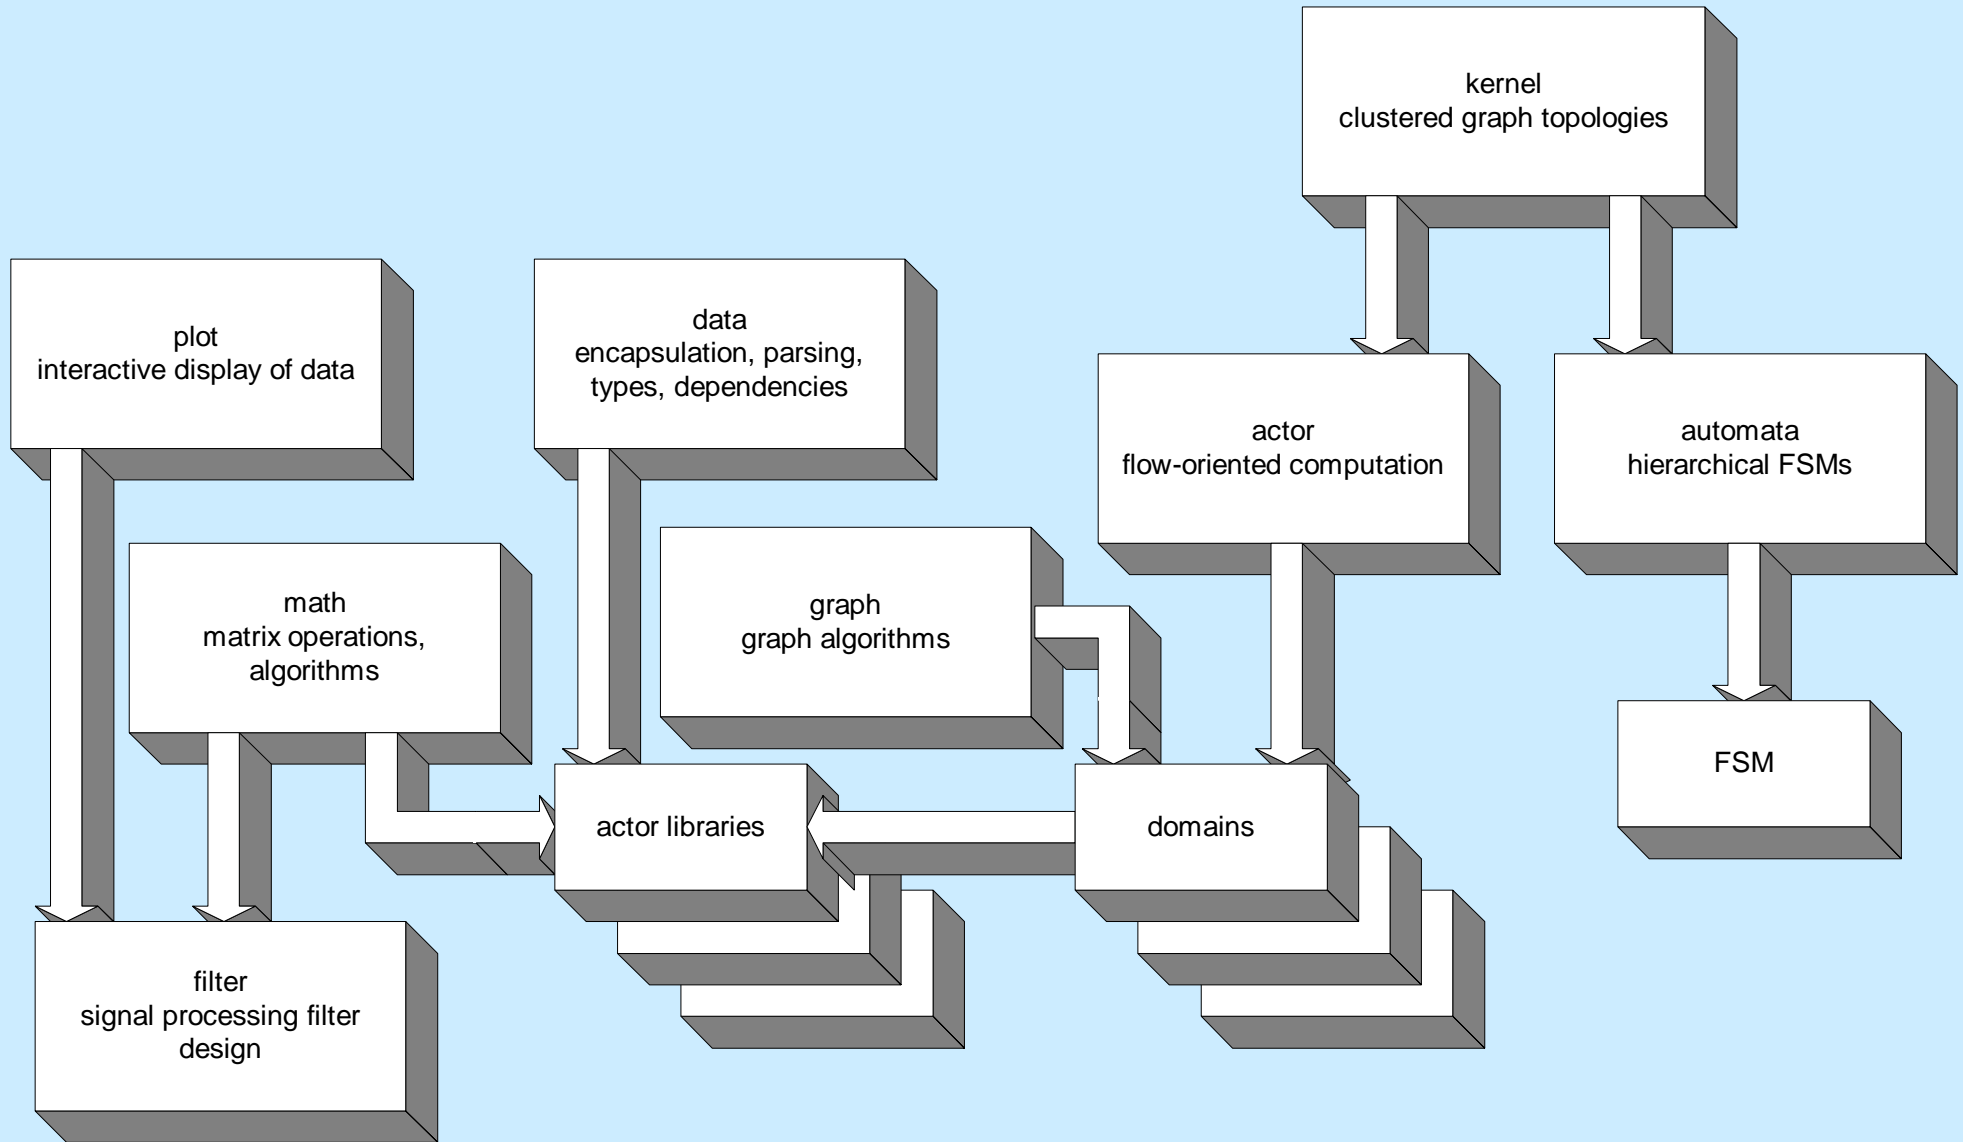 kernel
clustered graph topologies
plot
interactive display of data
data
encapsulation, parsing,
types, dependencies
actor
flow-oriented computation
automata
hierarchical FSMs
math
matrix operations,
algorithms
graph
graph algorithms
FSM
actor libraries
domains
filter
signal processing filter
design